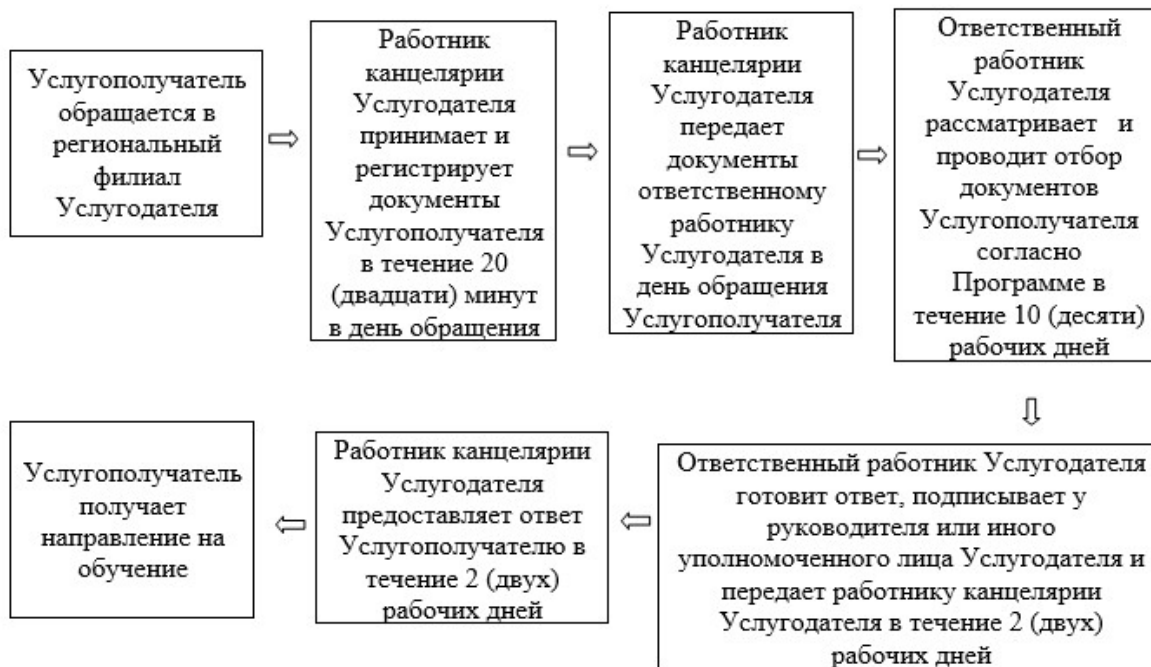 Услугополучатель
обращается в
региональный
филиал
Услугодателя
Работник
канцелярии
Услугодателя
принимает и
регистрирует
документы
Услугополучателя
в течение 20
(двадцати) минут
в день обращения
Работник
канцелярии
Услугодателя
передает
документы
ответственному
работнику
Услугодателя в
день обращения
Услугополучателя
Ответственный
работник
Услугодателя
рассматривает и
проводит отбор
документов
Услугополучателя
согласно
Программе в
течение 10 (десяти)
рабочих дней
Ответственный работник Услугодателя
готовит ответ, подписывает у
руководителя или иного
уполномоченного лица Услугодателя и
передает работнику канцелярии
Услугодателя в течение 2 (двух)
рабочих дней
Работник канцелярии
Услугодателя
предоставляет ответ
Услугополучателю в
течение 2 (двух)
рабочих дней
Услугополучатель
получает
направление на
обучение